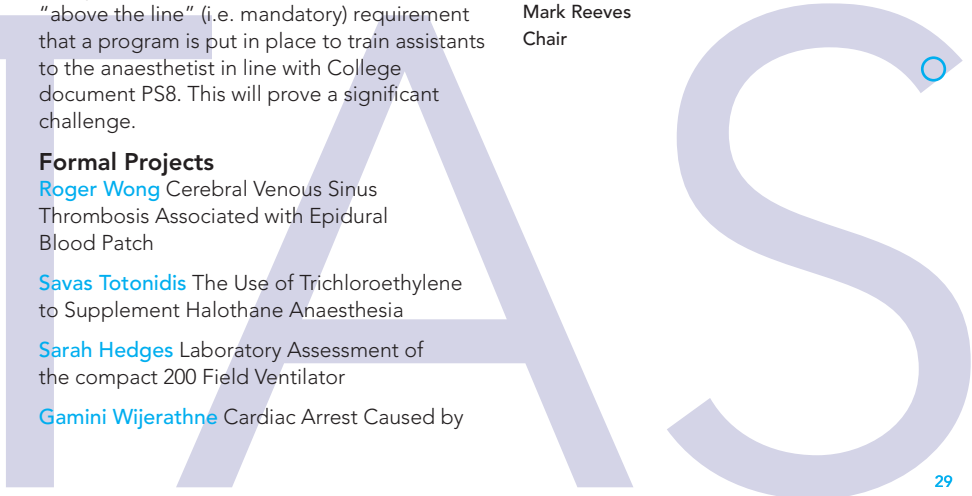 “above the line” (i.e. mandatory) requirement
that a program is put in place to train assistants
to the anaesthetist in line with College
document PS8. This will prove a significant
challenge.
Formal Projects
Roger Wong Cerebral Venous Sinus
Thrombosis Associated with Epidural
Blood Patch
Savas Totonidis The Use of Trichloroethylene
to Supplement Halothane Anaesthesia
Sarah Hedges Laboratory Assessment of
the compact 200 Field Ventilator
Gamini Wijerathne Cardiac Arrest Caused by
Mark Reeves
Chair
TAS
29